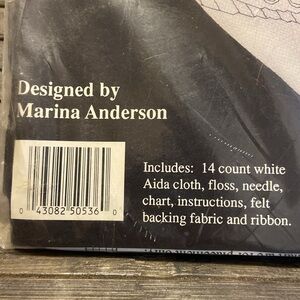 Designed by
Marina Anderson
Includes: 14 count white
Aida cloth, floss, needle,
chart, instructions, felt
backing fabric and ribbon.
0 43082 50536 0